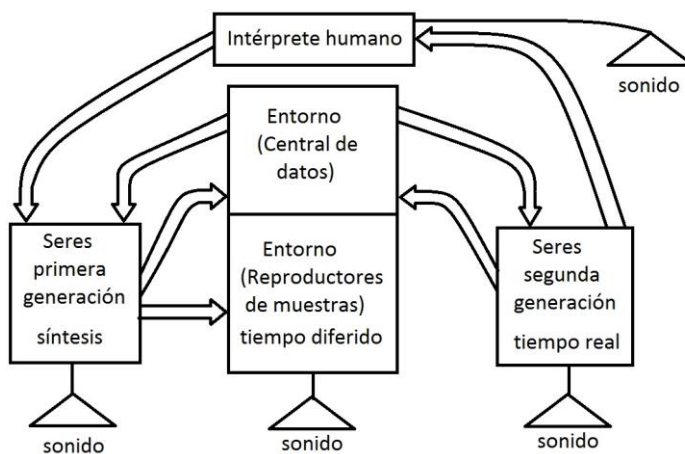 Intérprete humano
sonido
Entorno
(Central de
datos)
Seres
primera
generación
síntesis
Entorno
(Reproductores
de muestras)
tiempo diferido
Seres
segunda
generación
tiempo real
sonido
sonido
sonido